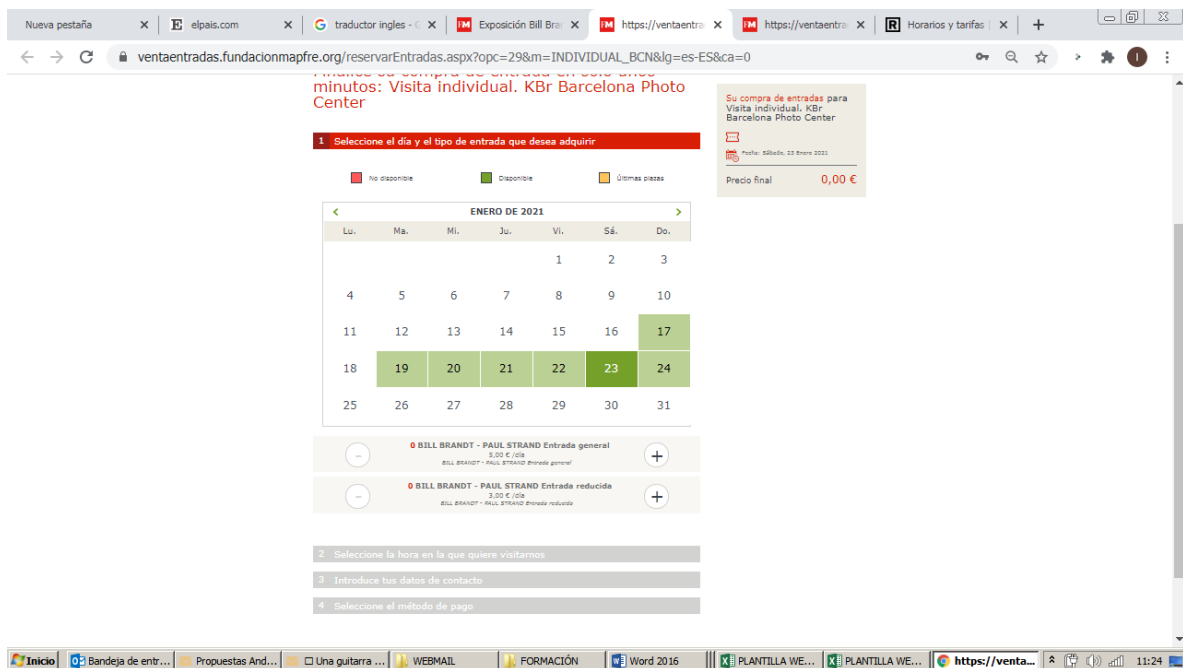 Nueva pestaña
elpais.com
traductor ingles - G
Exposición Bill Bra
https://ventaentra
https://ventaentra
Horarios y tarifas |
ventaentradas.fundacionmapfre.org/reservarEntradas.aspx?opc=29&m=INDIVIDUAL_BCN&lg=es-ES&ca=0
minutos: Visita individual. KBr Barcelona Photo
Center
1 Seleccione el día y el tipo de entrada que desea adquirir
No disponible
Disponible
Últimas plazas
ENERO DE 2021
Lu. Ma. Mi. Ju. Vi. Sá. Do.
1 2 3
4 5 6 7 8 9 10
11 12 13 14 15 16 17
18 19 20 21 22 23 24
25 26 27 28 29 30 31
0 BILL BRANDT - PAUL STRAND Entrada general
5,00 € /día
BILL BRANDT - PAUL STRAND Entrada general
0 BILL BRANDT - PAUL STRAND Entrada reducida
3,00 € /día
BILL BRANDT - PAUL STRAND Entrada reducida
2 Seleccione la hora en la que quiere visitarnos
3 Introduce tus datos de contacto
4 Seleccione el método de pago
Su compra de entradas para
Visita individual. KBr
Barcelona Photo Center
Fecha: Sábado, 23 Enero 2021
Precio final 0,00 €
Inicio
Bandeja de entr...
Propuestas And...
Una guitarra ...
WEBMAIL
FORMACIÓN
Word 2016
PLANTILLA WE...
PLANTILLA WE...
https://venta...
11:24